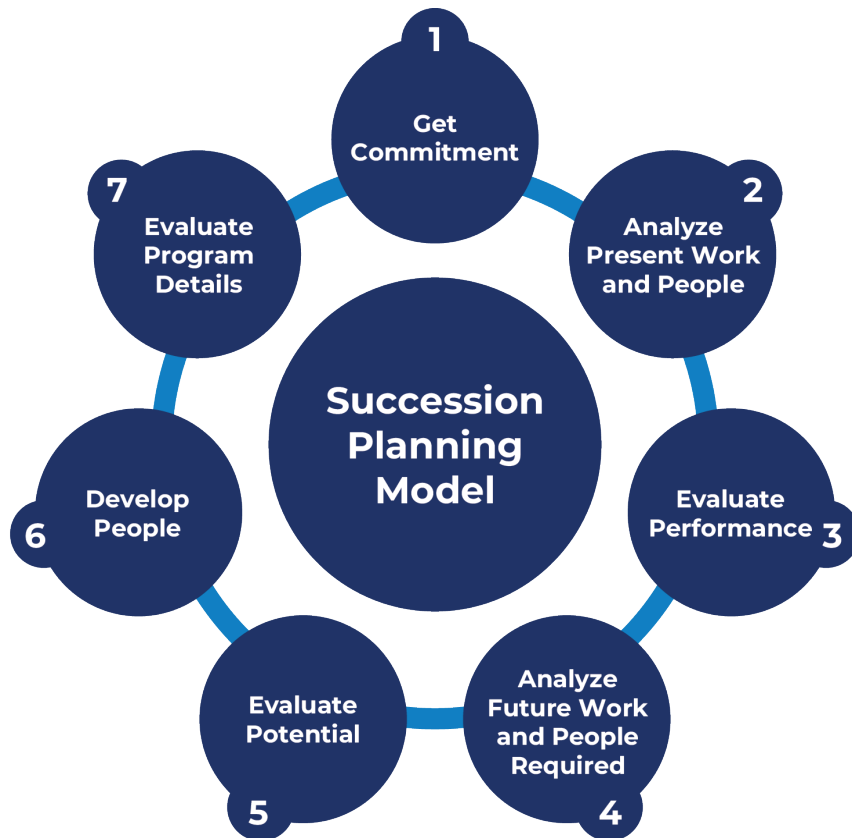 1
Get
Commitment
2
Analyze
Present Work
and People
3
Evaluate
Performance
4
Analyze
Future Work
and People
Required
5
Evaluate
Potential
6
Develop
People
7
Evaluate
Program
Details
Succession
Planning
Model